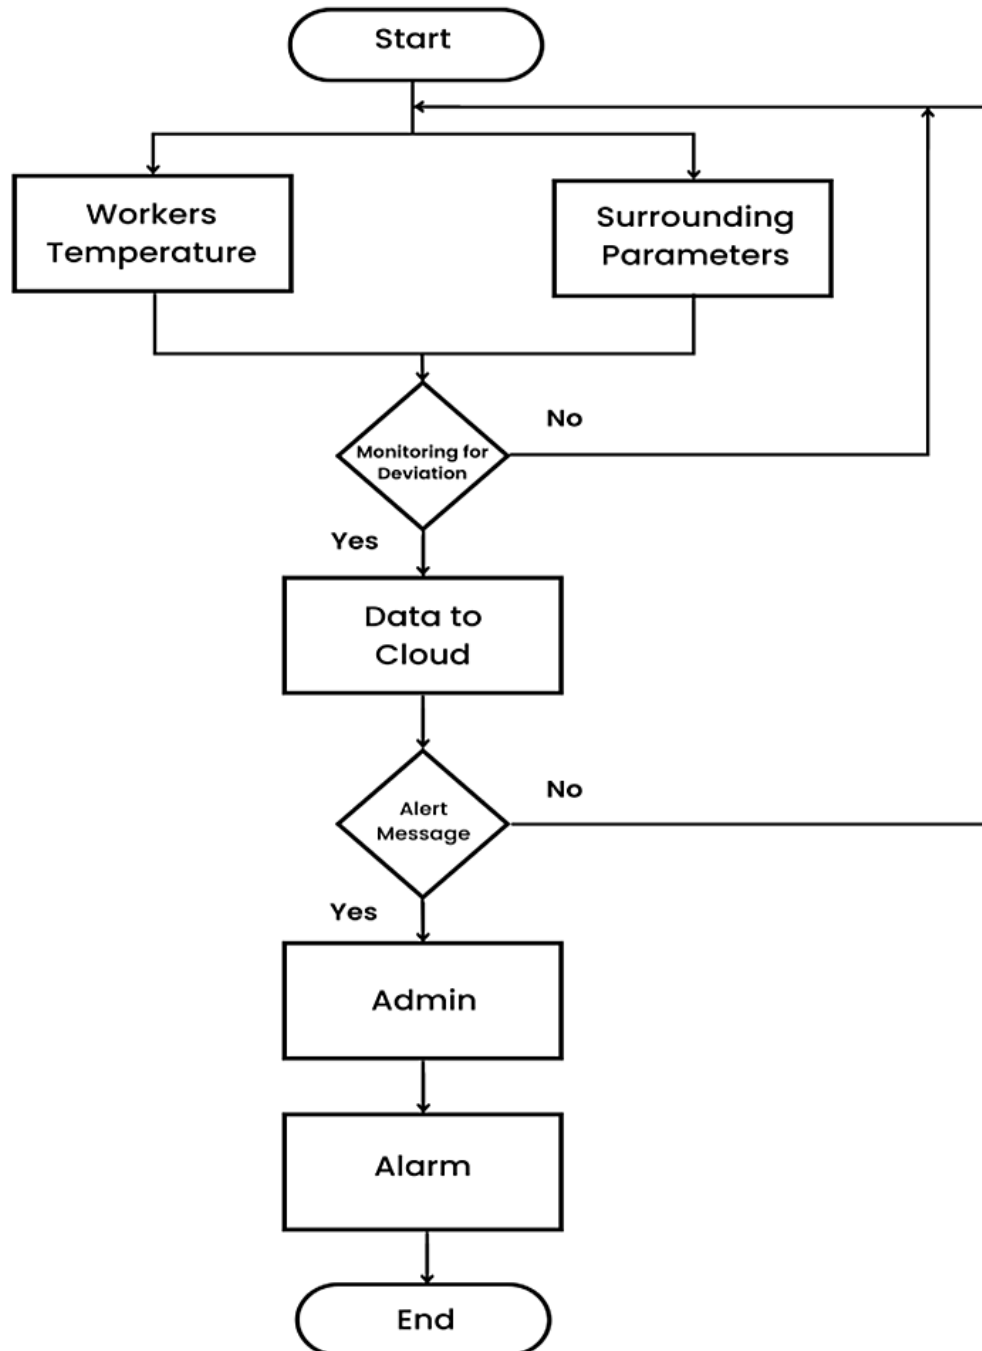 Start
Workers
Temperature
Surrounding
Parameters
No
Monitoring for
Deviation
Yes
Data to
Cloud
No
Alert
Message
Yes
Admin
Alarm
End